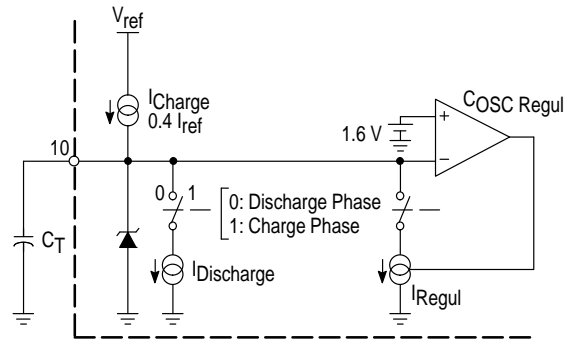 Vref
ICharge
0.4 Iref
COSC Regul
+
1.6 V
10
−
0 1
0: Discharge Phase
1: Charge Phase
CT
IDischarge
IRegul